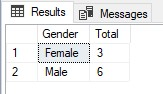 Results Messages
Gender Total
1 Female 3
2 Male 6